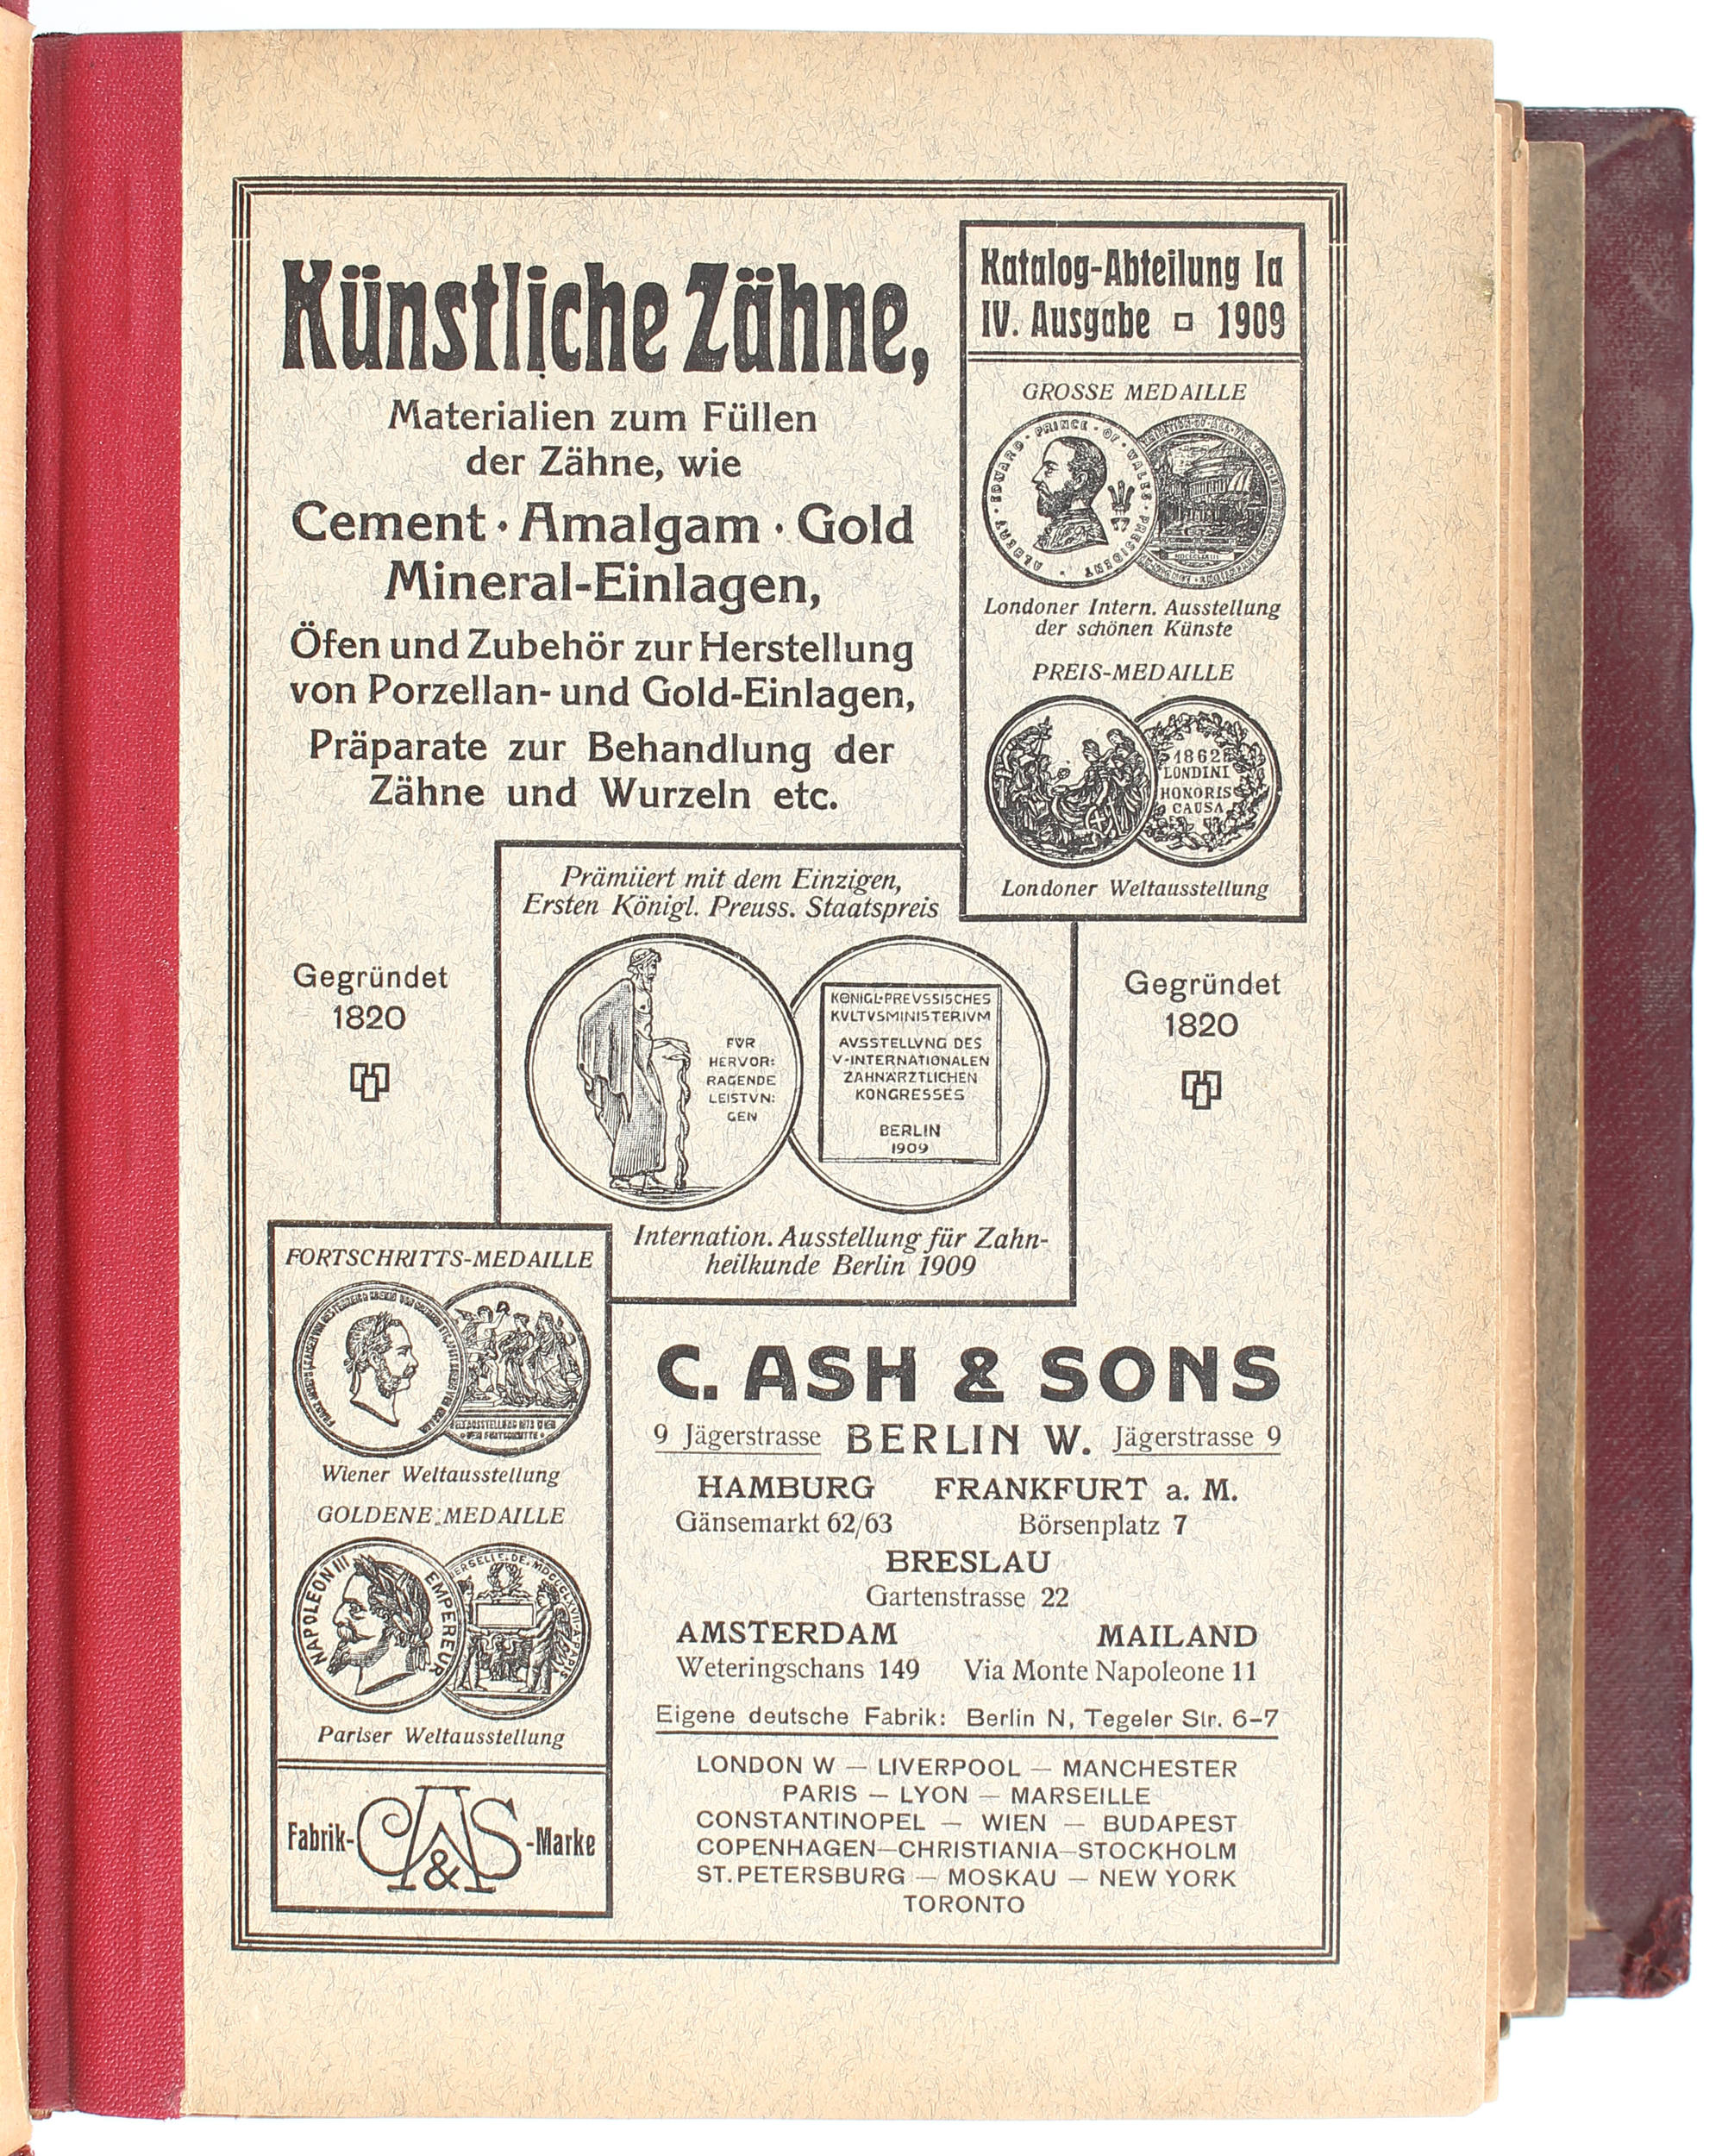 Künstliche Zähne,
Materialien zum Füllen
der Zähne, wie
Cement · Amalgam · Gold
Mineral-Einlagen,
Öfen und Zubehör zur Herstellung
von Porzellan- und Gold-Einlagen,
Präparate zur Behandlung der
Zähne und Wurzeln etc.
Katalog-Abteilung Ia
IV. Ausgabe 1909
GROSSE MEDAILLE
ALBERT · EDWARD · PRINCE · OF · WALES · PRESIDENT
Londoner Intern. Ausstellung
der schönen Künste
PREIS-MEDAILLE
1862
LONDINI
HONORIS
CAUSA
Londoner Weltausstellung
Prämiiert mit dem Einzigen,
Ersten Königl. Preuss. Staatspreis
FVR
HERVOR:
RAGENDE
LEISTVN:
GEN
KÖNIGL·PREVSSISCHES
KVLTVSMINISTERIVM
AVSSTELLVNG DES
V·INTERNATIONALEN
ZAHNÄRZTLICHEN
KONGRESSES
BERLIN
1909
Internation. Ausstellung für Zahn-
heilkunde Berlin 1909
Gegründet
1820
Gegründet
1820
FORTSCHRITTS-MEDAILLE
Wiener Weltausstellung
GOLDENE MEDAILLE
NAPOLEON III EMPEREUR
Pariser Weltausstellung
Fabrik- CA&S -Marke
C. ASH & SONS
9 Jägerstrasse BERLIN W. Jägerstrasse 9
HAMBURG FRANKFURT a. M.
Gänsemarkt 62/63 Börsenplatz 7
BRESLAU
Gartenstrasse 22
AMSTERDAM MAILAND
Weteringschans 149 Via Monte Napoleone 11
Eigene deutsche Fabrik: Berlin N, Tegeler Str. 6–7
LONDON W — LIVERPOOL — MANCHESTER
PARIS — LYON — MARSEILLE
CONSTANTINOPEL — WIEN — BUDAPEST
COPENHAGEN—CHRISTIANIA—STOCKHOLM
ST. PETERSBURG — MOSKAU — NEW YORK
TORONTO